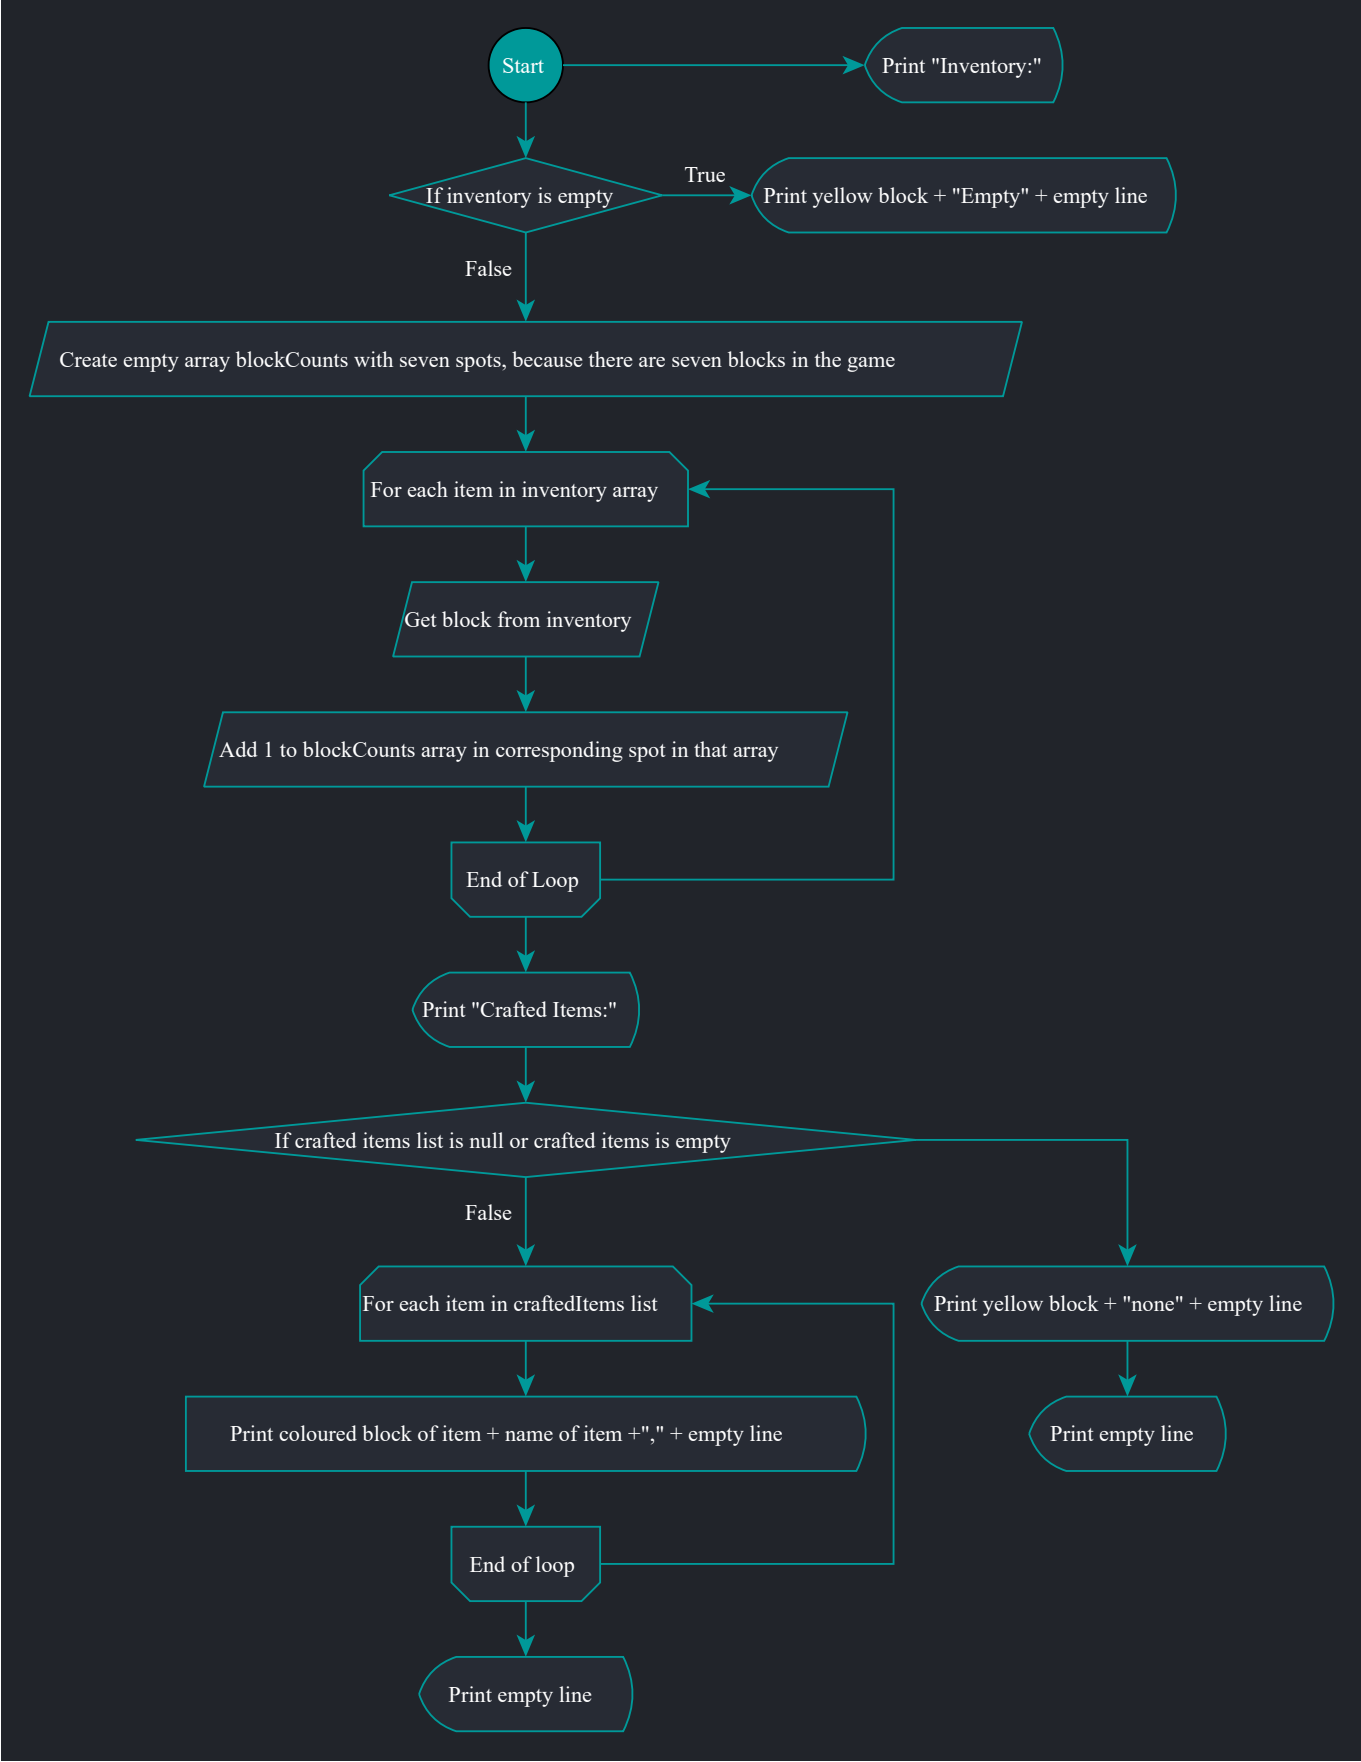 Start
Print "Inventory:"
If inventory is empty
True
Print yellow block + "Empty" + empty line
False
Create empty array blockCounts with seven spots, because there are seven blocks in the game
For each item in inventory array
Get block from inventory
Add 1 to blockCounts array in corresponding spot in that array
End of Loop
Print "Crafted Items:"
If crafted items list is null or crafted items is empty
False
For each item in craftedItems list
Print yellow block + "none" + empty line
Print coloured block of item + name of item +"," + empty line
Print empty line
End of loop
Print empty line